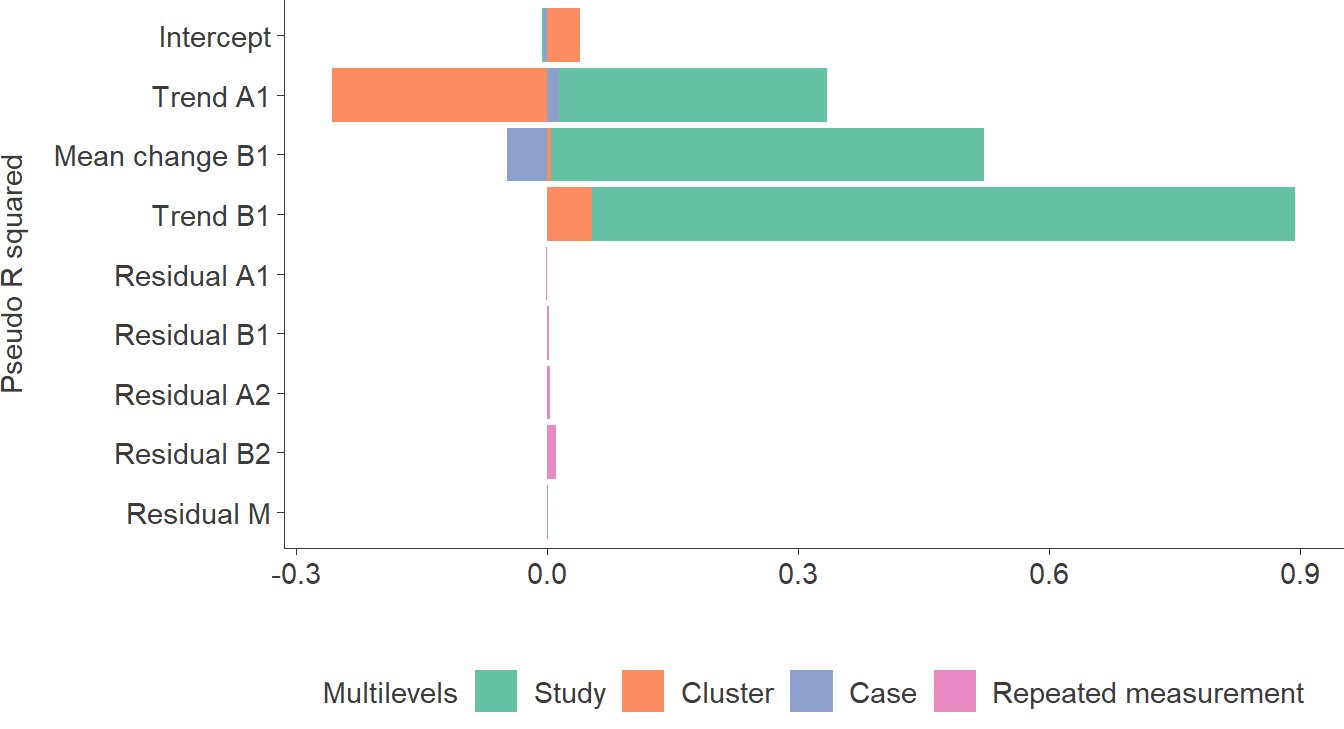 Pseudo R squared
Intercept
Trend A1
Mean change B1
Trend B1
Residual A1
Residual B1
Residual A2
Residual B2
Residual M
-0.3 0.0 0.3 0.6 0.9
Multilevels Study Cluster Case Repeated measurement